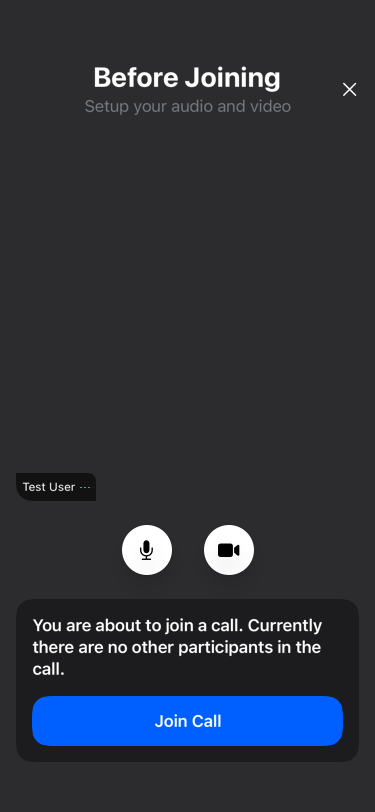 Before Joining
Setup your audio and video
Test User ···
You are about to join a call. Currently
there are no other participants in the
call.
Join Call